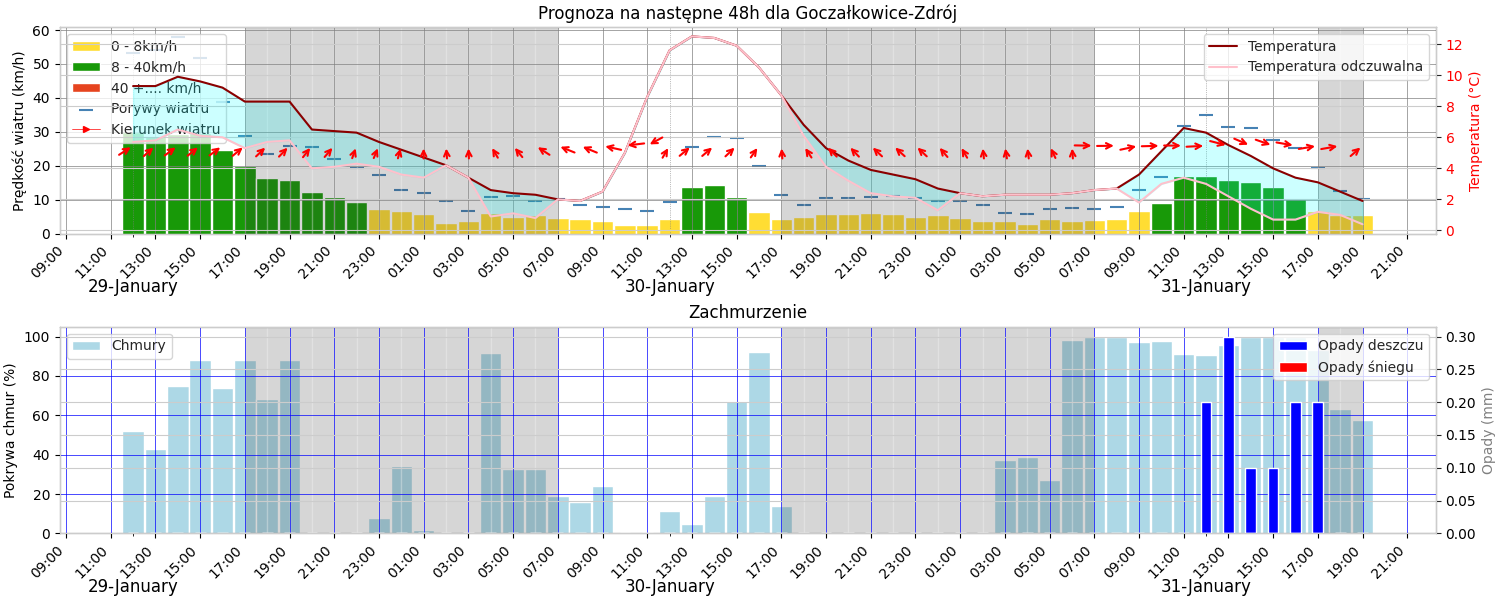 Prognoza na następne 48h dla Goczałkowice-Zdrój
Prędkość wiatru (km/h)
60
50
40
30
20
10
0
0 - 8km/h
8 - 40km/h
40 +.... km/h
Porywy wiatru
Kierunek wiatru
Temperatura
Temperatura odczuwalna
12
10
8
6
4
2
0
Temperatura (°C)
09:00 11:00 13:00 15:00 17:00 19:00 21:00 23:00 01:00 03:00 05:00 07:00 09:00 11:00 13:00 15:00 17:00 19:00 21:00 23:00 01:00 03:00 05:00 07:00 09:00 11:00 13:00 15:00 17:00 19:00 21:00
29-January 30-January 31-January
Zachmurzenie
Pokrywa chmur (%)
100
80
60
40
20
0
Chmury
Opady deszczu
Opady śniegu
0.30
0.25
0.20
0.15
0.10
0.05
0.00
Opady (mm)
09:00 11:00 13:00 15:00 17:00 19:00 21:00 23:00 01:00 03:00 05:00 07:00 09:00 11:00 13:00 15:00 17:00 19:00 21:00 23:00 01:00 03:00 05:00 07:00 09:00 11:00 13:00 15:00 17:00 19:00 21:00
29-January 30-January 31-January